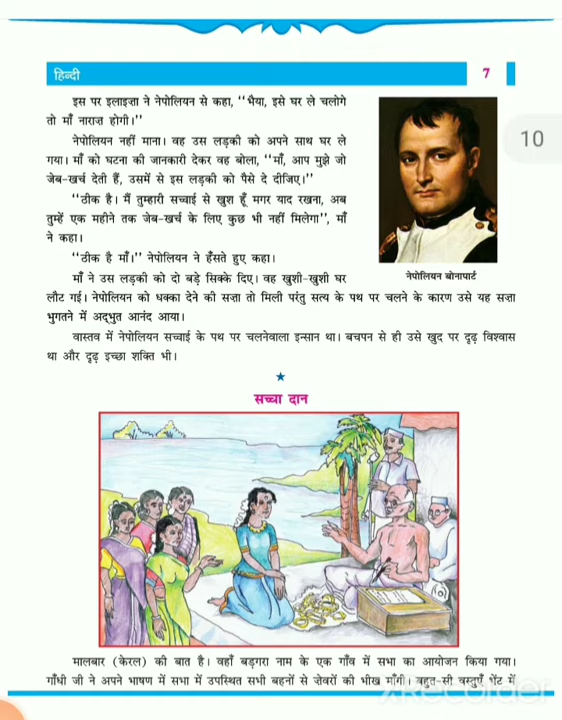 हिन्दी
7
10
इस पर इलाइज़ा ने नेपोलियन से कहा, ‘‘भैया, इसे घर ले चलोगे
तो माँ नाराज़ होगी।’’
नेपोलियन नहीं माना। वह उस लड़की को अपने साथ घर ले
गया। माँ को घटना की जानकारी देकर वह बोला, ‘‘माँ, आप मुझे जो
जेब-खर्च देती हैं, उसमें से इस लड़की को पैसे दे दीजिए।’’
‘‘ठीक है। मैं तुम्हारी सच्चाई से खुश हूँ मगर याद रखना, अब
तुम्हें एक महीने तक जेब-खर्च के लिए कुछ भी नहीं मिलेगा’’, माँ
ने कहा।
‘‘ठीक है माँ।’’ नेपोलियन ने हँसते हुए कहा।
माँ ने उस लड़की को दो बड़े सिक्के दिए। वह खुशी-खुशी घर
नेपोलियन बोनापार्ट
लौट गई। नेपोलियन को धक्का देने की सज़ा तो मिली परंतु सत्य के पथ पर चलने के कारण उसे यह सज़ा
भुगतने में अद्भुत आनंद आया।
वास्तव में नेपोलियन सच्चाई के पथ पर चलनेवाला इन्सान था। बचपन से ही उसे खुद पर दृढ़ विश्वास
था और दृढ़ इच्छा शक्ति भी।
★
सच्चा दान
मालबार (केरल) की बात है। वहाँ बड़गरा नाम के एक गाँव में सभा का आयोजन किया गया।
गाँधी जी ने अपने भाषण में सभा में उपस्थित सभी बहनों से ज़ेवरों की भीख माँगी। बहुत-सी वस्तुएँ भेंट में
XRecorder